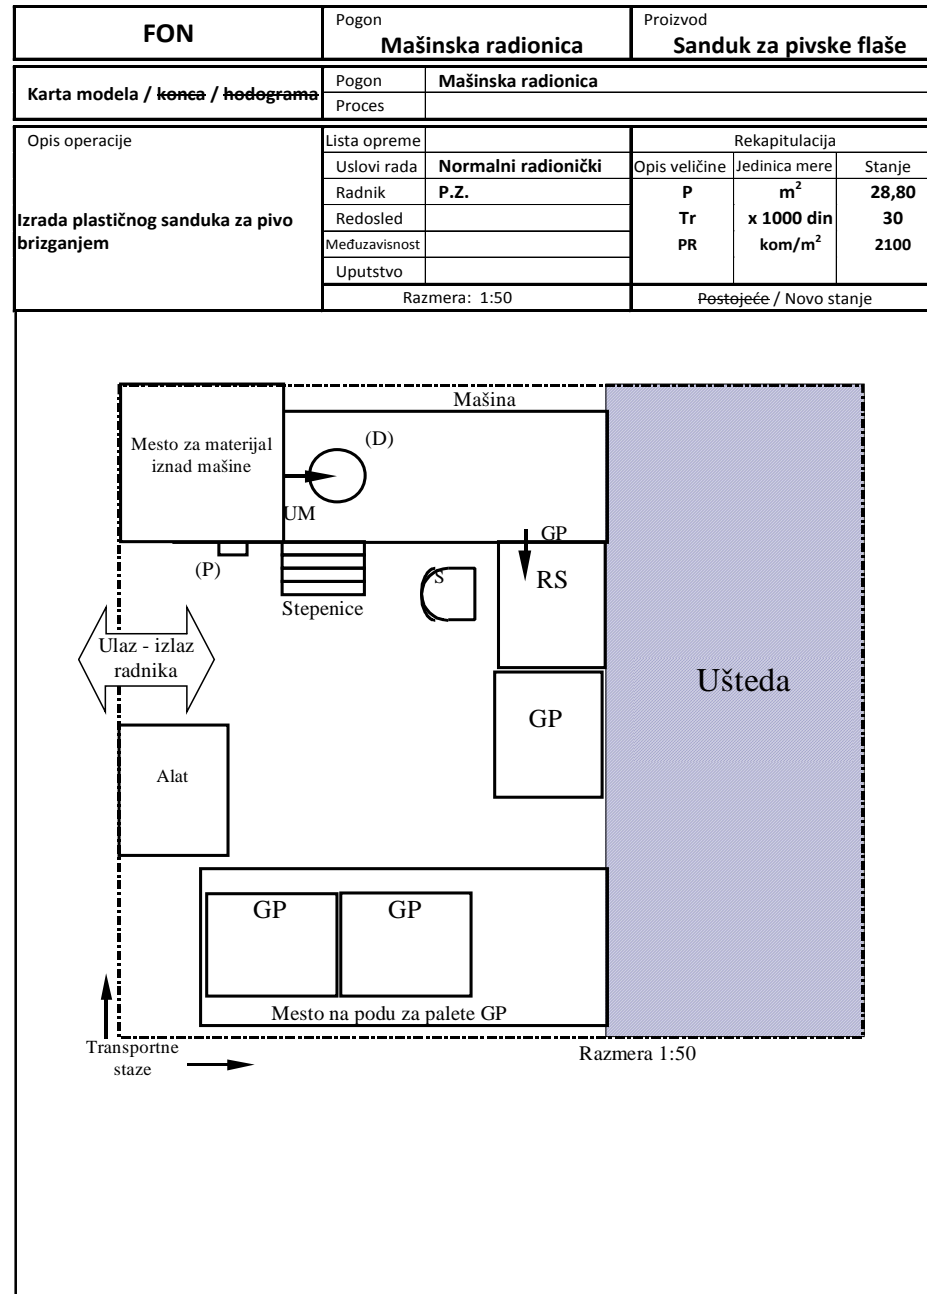 FON
Pogon
Mašinska radionica
Proizvod
Sanduk za pivske flaše
Karta modela / konca / hodograma
Pogon
Mašinska radionica
Proces
Opis operacije
Izrada plastičnog sanduka za pivo
brizganjem
Lista opreme
Uslovi rada
Normalni radionički
Radnik
P.Z.
Redosled
Međuzavisnost
Uputstvo
Razmera: 1:50
Rekapitulacija
Opis veličine Jedinica mere Stanje
P m² 28,80
Tr x 1000 din 30
PR kom/m² 2100
Postojeće / Novo stanje
Mašina
Mesto za materijal
iznad mašine
(D)
UM
GP
(P)
S
RS
Stepenice
Ulaz - izlaz
radnika
Ušteda
GP
Alat
GP
GP
Mesto na podu za palete GP
Transportne
staze
Razmera 1:50